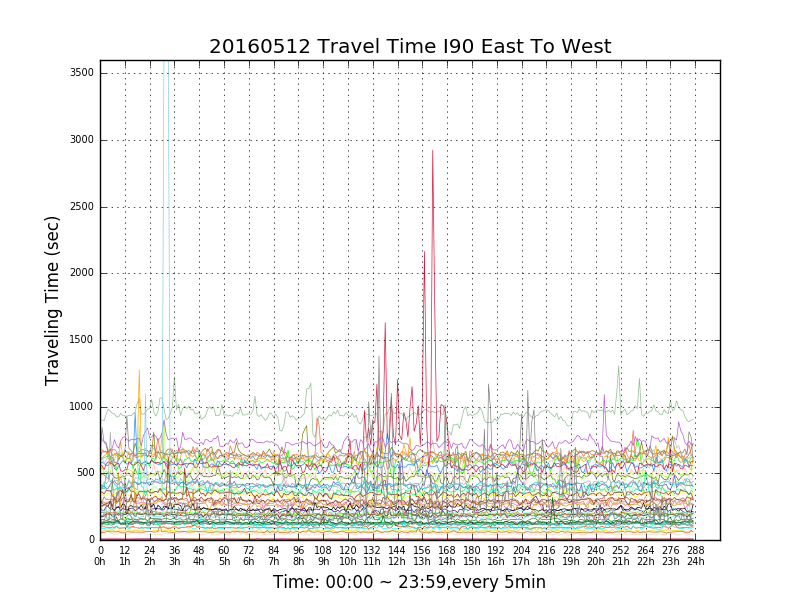 20160512 Travel Time I90 East To West
3500
3000
2500
2000
1500
1000
500
0
Traveling Time (sec)
0 12 24 36 48 60 72 84 96 108 120 132 144 156 168 180 192 204 216 228 240 252 264 276 288
0h 1h 2h 3h 4h 5h 6h 7h 8h 9h 10h 11h 12h 13h 14h 15h 16h 17h 18h 19h 20h 21h 22h 23h 24h
Time: 00:00 ~ 23:59,every 5min